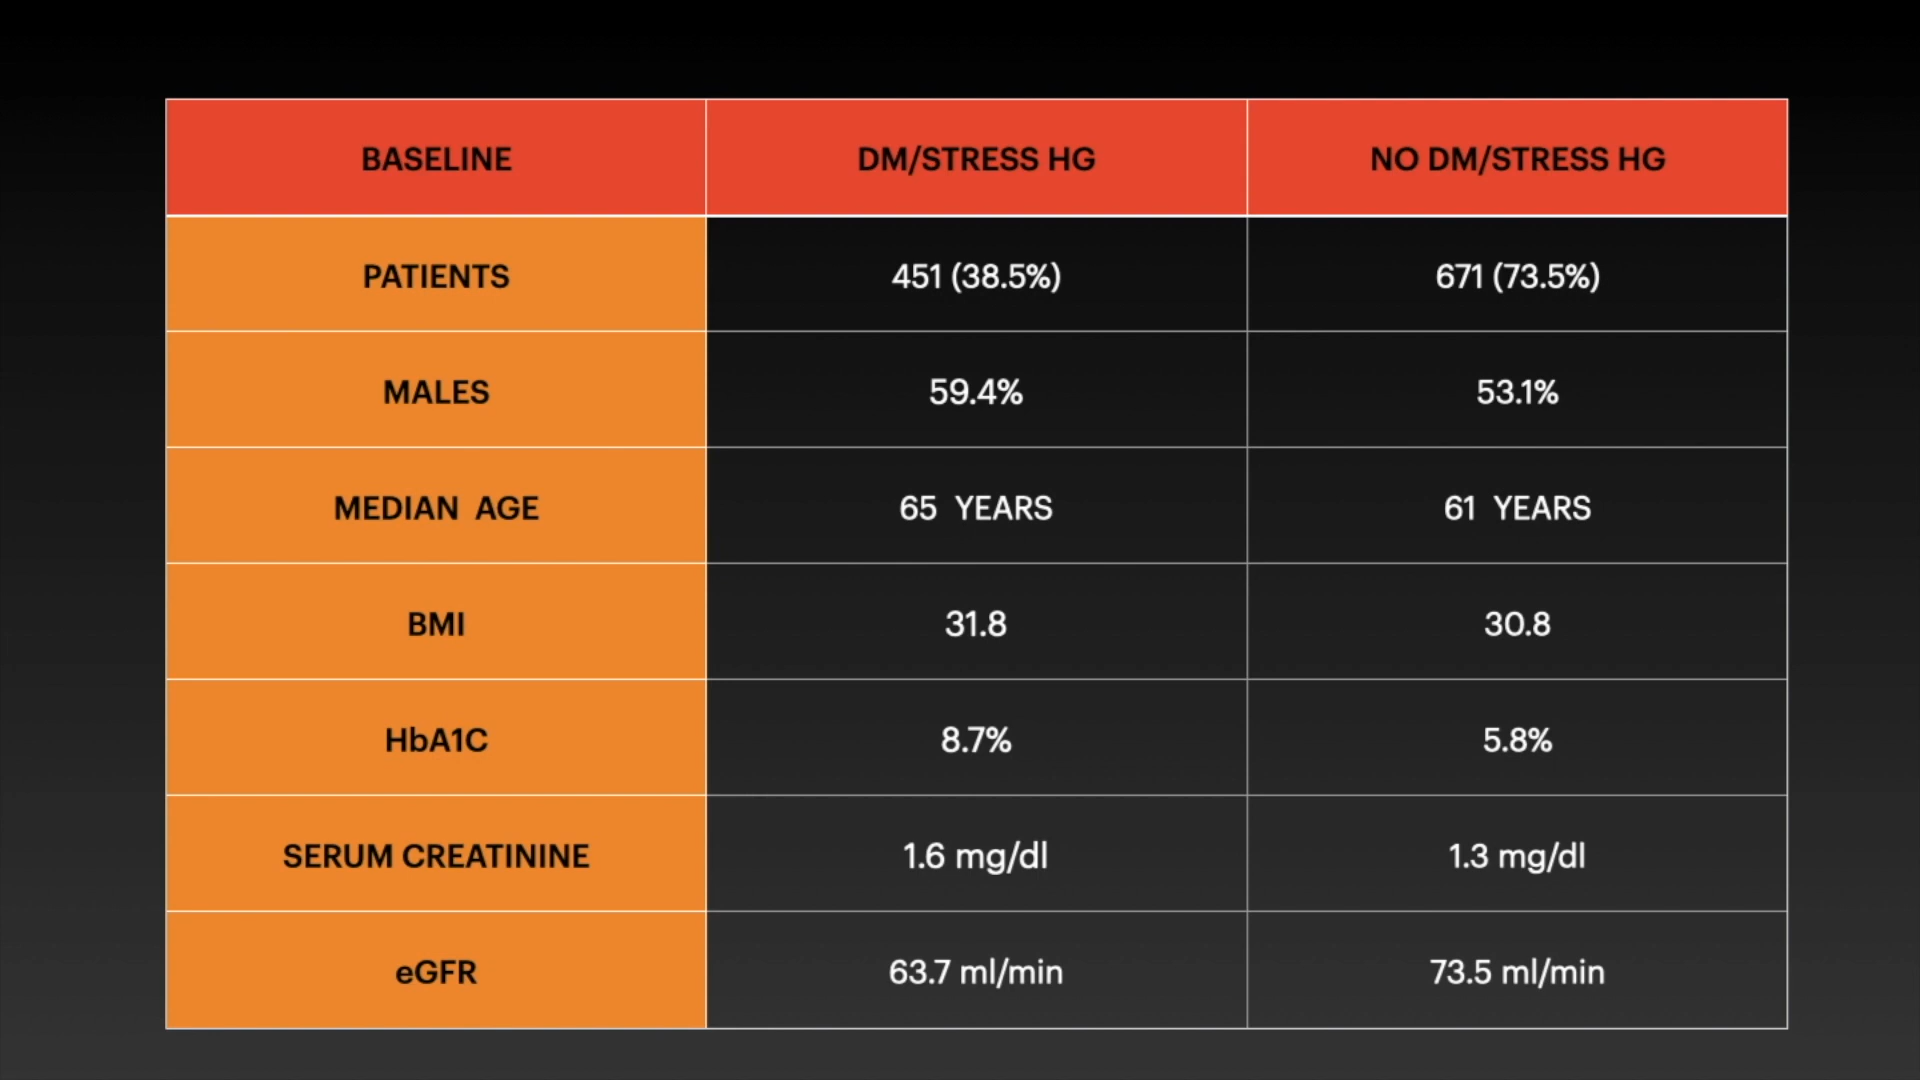 BASELINE DM/STRESS HG NO DM/STRESS HG
PATIENTS 451 (38.5%) 671 (73.5%)
MALES 59.4% 53.1%
MEDIAN AGE 65 YEARS 61 YEARS
BMI 31.8 30.8
HbA1C 8.7% 5.8%
SERUM CREATININE 1.6 mg/dl 1.3 mg/dl
eGFR 63.7 ml/min 73.5 ml/min